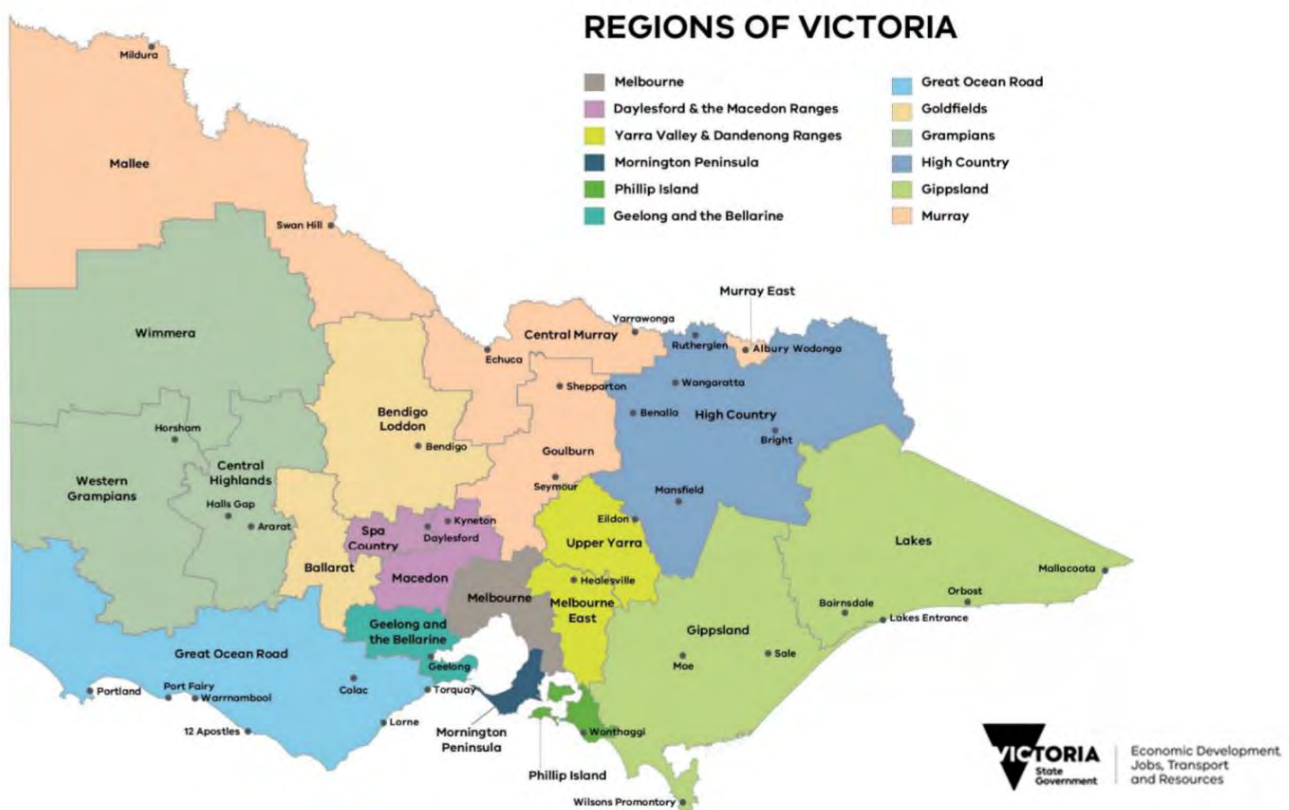 REGIONS OF VICTORIA
Melbourne
Daylesford & the Macedon Ranges
Yarra Valley & Dandenong Ranges
Mornington Peninsula
Phillip Island
Geelong and the Bellarine
Great Ocean Road
Goldfields
Grampians
High Country
Gippsland
Murray
Mildura
Mallee
Swan Hill
Wimmera
Murray East
Yarrawonga
Central Murray
Rutherglen
Albury Wodonga
Echuca
Shepparton
Wangaratta
Benalla
High Country
Bright
Bendigo
Loddon
Bendigo
Horsham
Central
Highlands
Western
Grampians
Halls Gap
Ararat
Goulburn
Seymour
Mansfield
Eildon
Upper Yarra
Kyneton
Spa
Country
Daylesford
Ballarat
Macedon
Melbourne
Healesville
Melbourne
East
Lakes
Mallacoota
Orbost
Bairnsdale
Lakes Entrance
Gippsland
Moe
Sale
Geelong and
the Bellarine
Geelong
Great Ocean Road
Colac
Torquay
Portland
Port Fairy
Warrnambool
12 Apostles
Lorne
Mornington
Peninsula
Wonthaggi
Phillip Island
Wilsons Promontory
VICTORIA
State
Government
Economic Development,
Jobs, Transport
and Resources